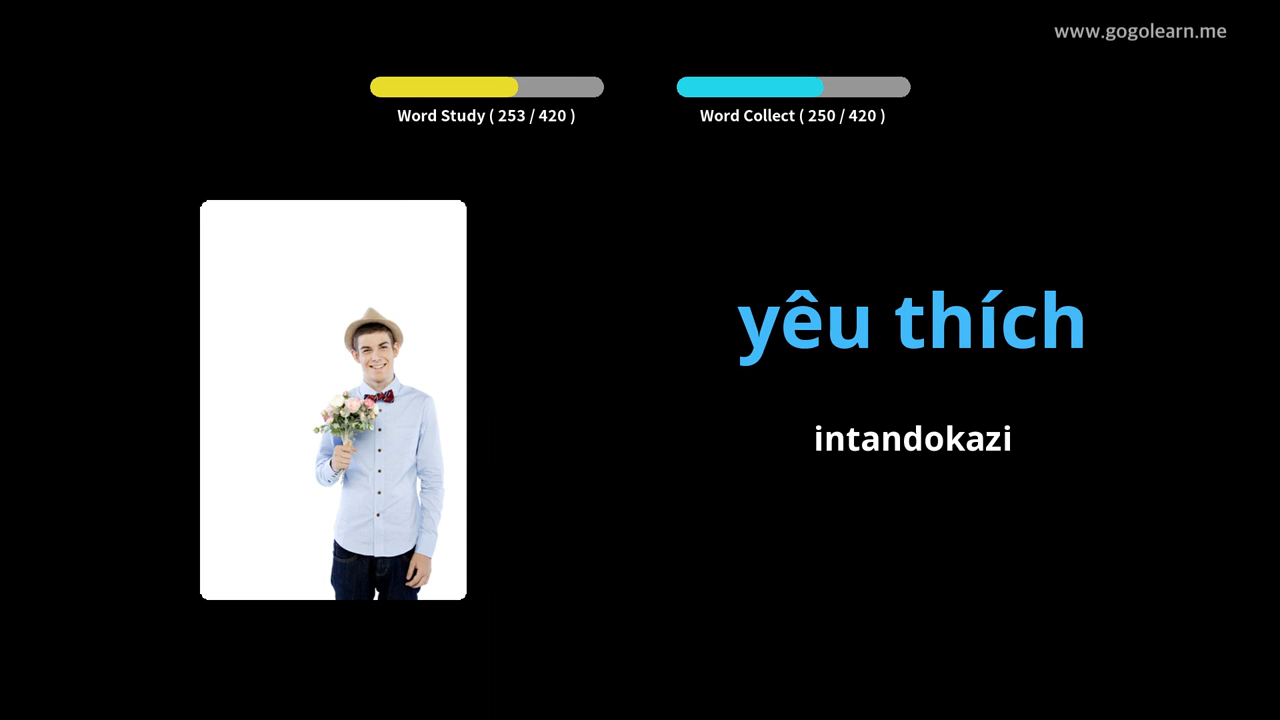 www.gogolearn.me
Word Study ( 253 / 420 )
Word Collect ( 250 / 420 )
yêu thích
intandokazi